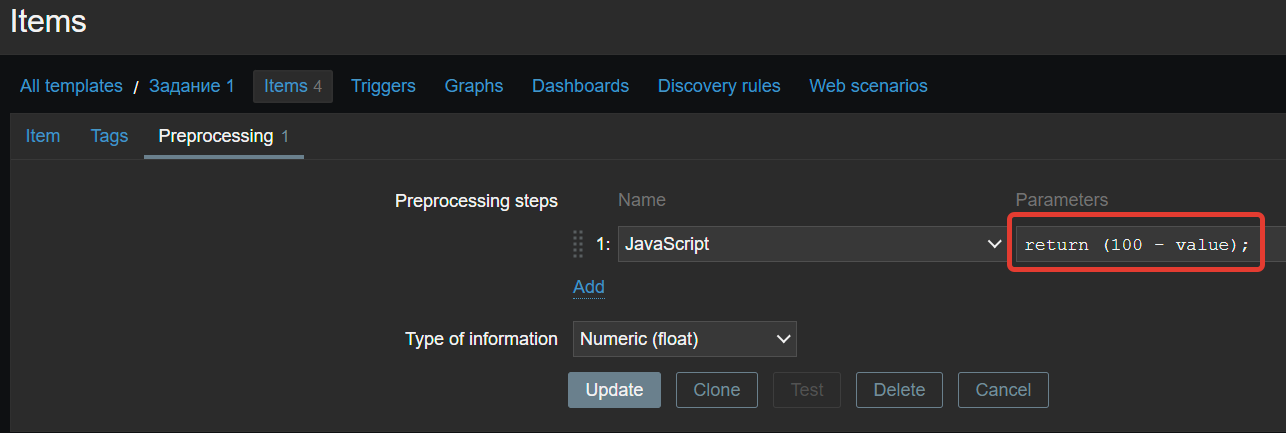 Items
All templates / Задание 1 Items 4 Triggers Graphs Dashboards Discovery rules Web scenarios
Item Tags Preprocessing 1
Preprocessing steps Name Parameters
1: JavaScript return (100 - value);
Add
Type of information Numeric (float)
Update Clone Test Delete Cancel